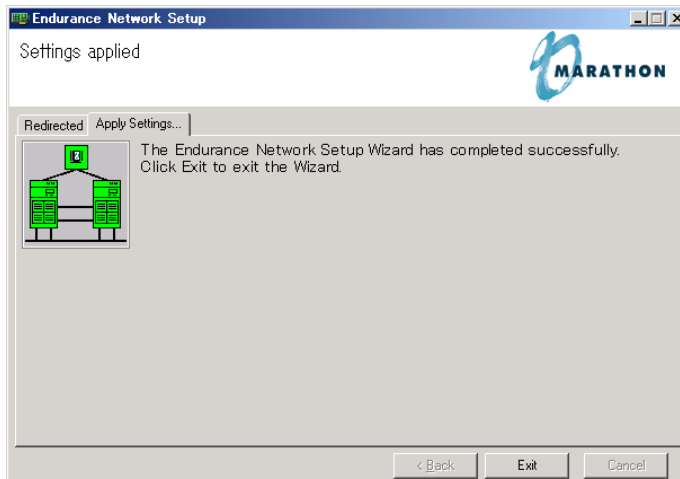 Endurance Network Setup
Settings applied
MARATHON
Redirected Apply Settings...
The Endurance Network Setup Wizard has completed successfully.
Click Exit to exit the Wizard.
< Back Exit Cancel